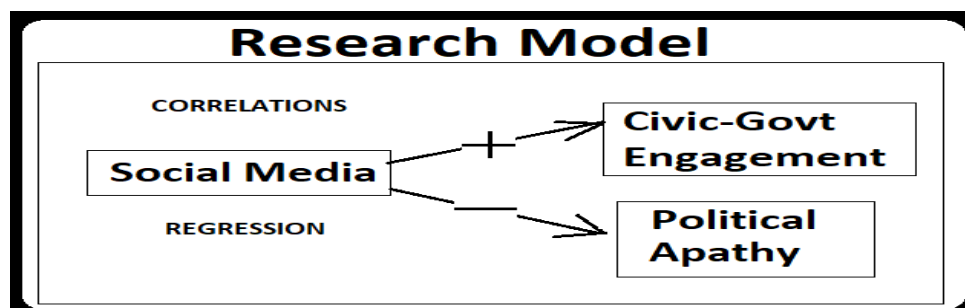 Research Model
CORRELATIONS
Civic-Govt
Engagement
+
Social Media
—
REGRESSION
Political
Apathy